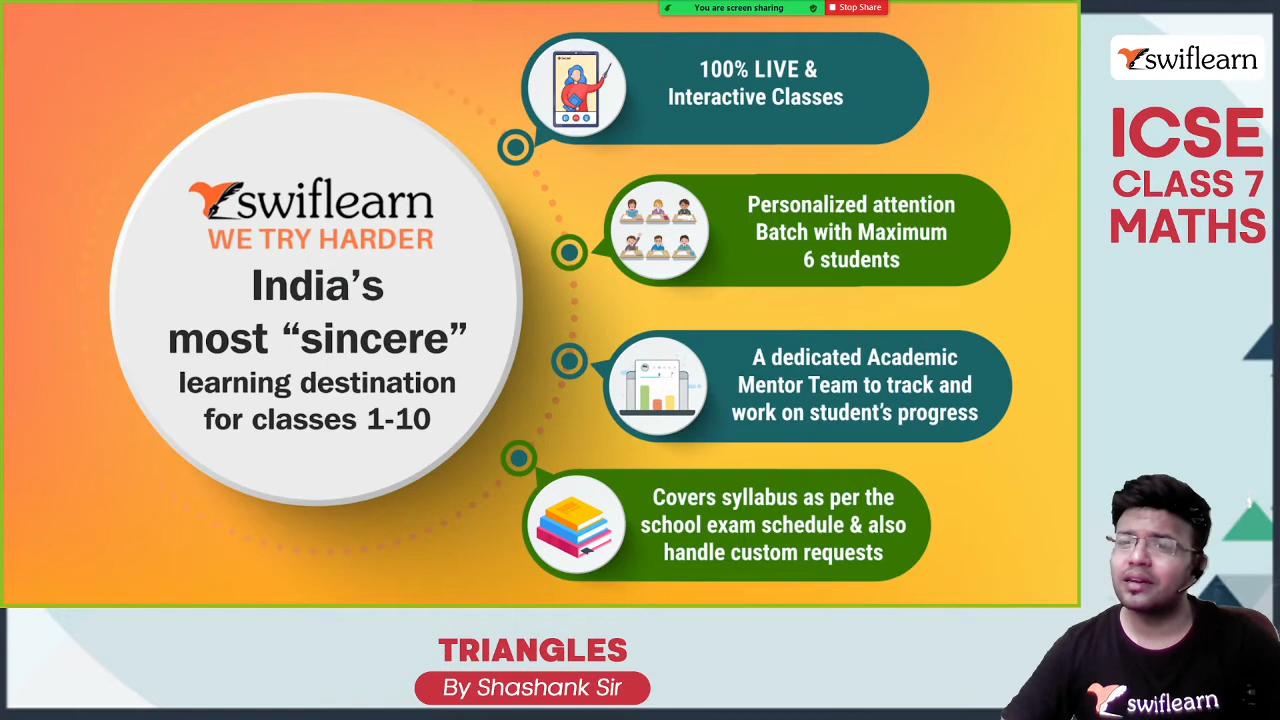 You are screen sharing
Stop Share
swiflearn
WE TRY HARDER
India's
most “sincere”
learning destination
for classes 1-10
100% LIVE &
Interactive Classes
Personalized attention
Batch with Maximum
6 students
A dedicated Academic
Mentor Team to track and
work on student's progress
Covers syllabus as per the
school exam schedule & also
handle custom requests
swiflearn
ICSE
CLASS 7
MATHS
TRIANGLES
By Shashank Sir
swiflearn